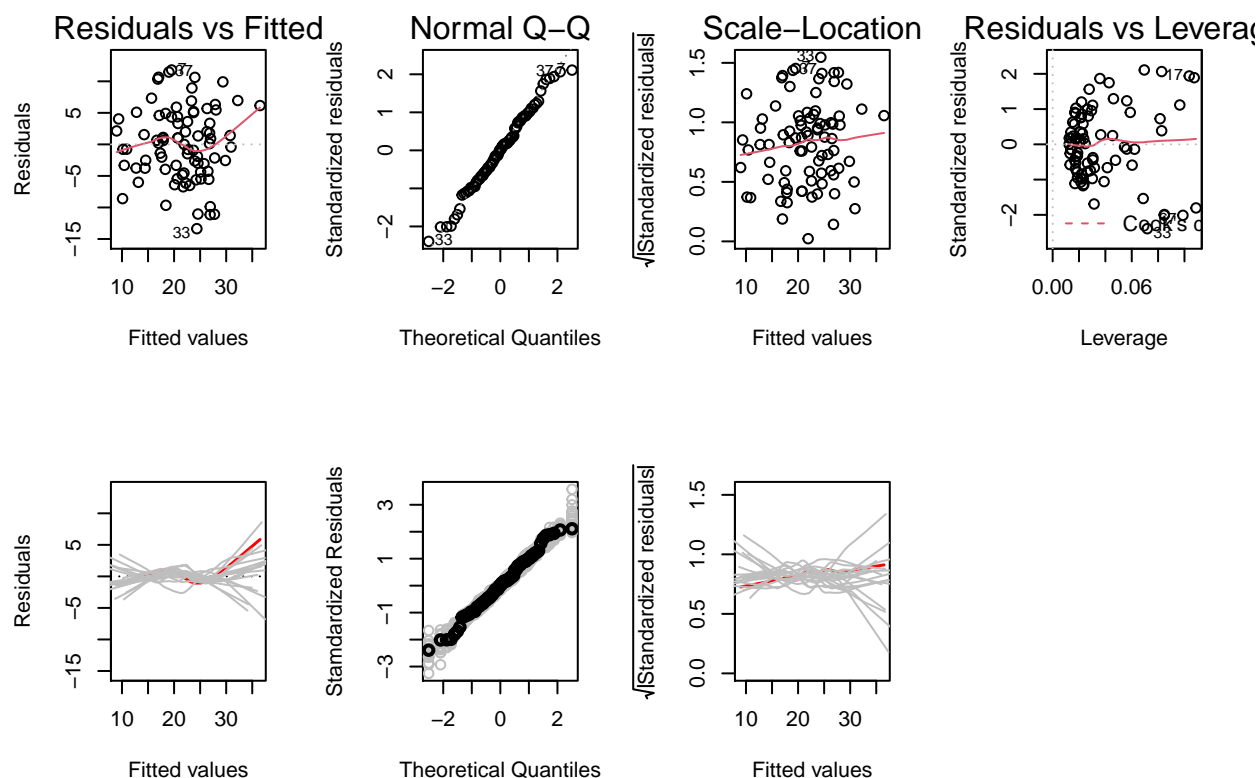 Residuals vs Fitted
Residuals
5
−5
−15
10 20 30
Fitted values
37
33
Normal Q−Q
Standardized residuals
2
0
−2
−2 0 2
Theoretical Quantiles
37
33
Scale−Location
√|Standardized residuals|
1.5
1.0
0.5
0.0
10 20 30
Fitted values
33
37
Residuals vs Leverag
Standardized residuals
2
1
0
−2
0.00 0.06
Leverage
17
33
Residuals
5
−5
−15
10 20 30
Fitted values
Stamdardized Residuals
3
1
−1
−3
−2 0 2
Theoretical Quantiles
√|Standardized residuals|
1.5
1.0
0.5
0.0
10 20 30
Fitted values